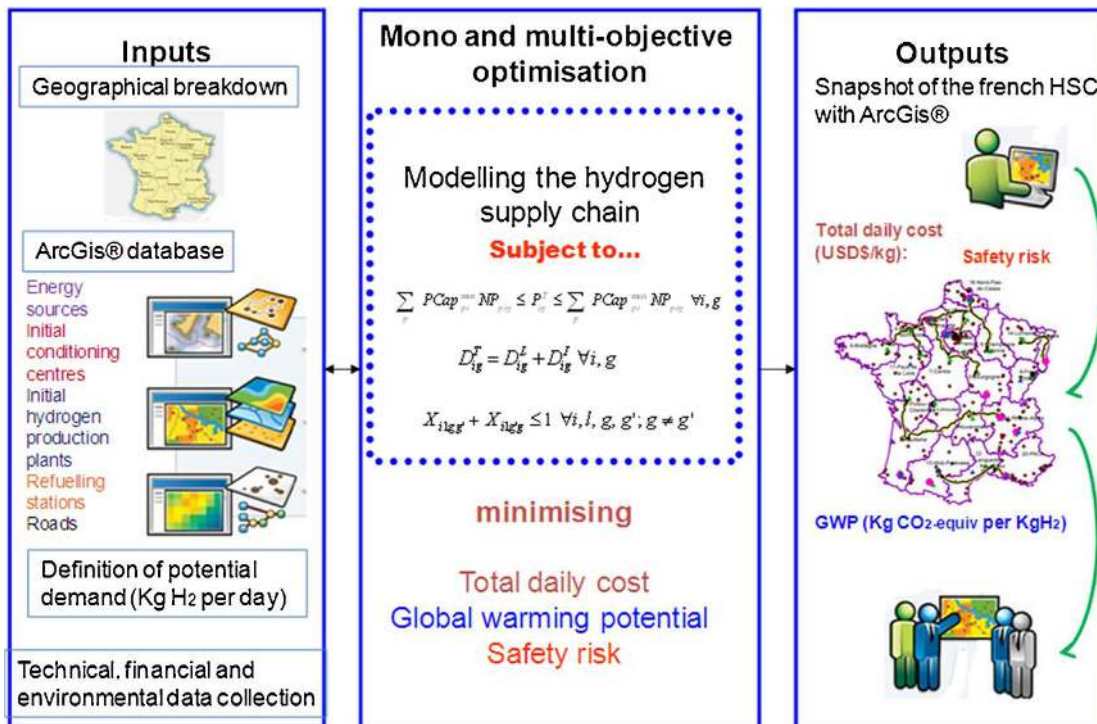 Inputs
Geographical breakdown
ArcGis® database
Energy
sources
Initial
conditioning
centres
Initial
hydrogen
production
plants
Refuelling
stations
Roads
Definition of potential
demand (Kg H2 per day)
Technical, financial and
environmental data collection
Mono and multi-objective
optimisation
Modelling the hydrogen
supply chain
Subject to...
D^T_ig = D^L_ig + D^I_ig ∀i, g
X_ilgg' + X_ilg'g ≤ 1 ∀i, l, g, g'; g ≠ g'
minimising
Total daily cost
Global warming potential
Safety risk
Outputs
Snapshot of the french HSC
with ArcGis®
Total daily cost
(USD$/kg):
Safety risk
GWP (Kg CO2-equiv per KgH2)